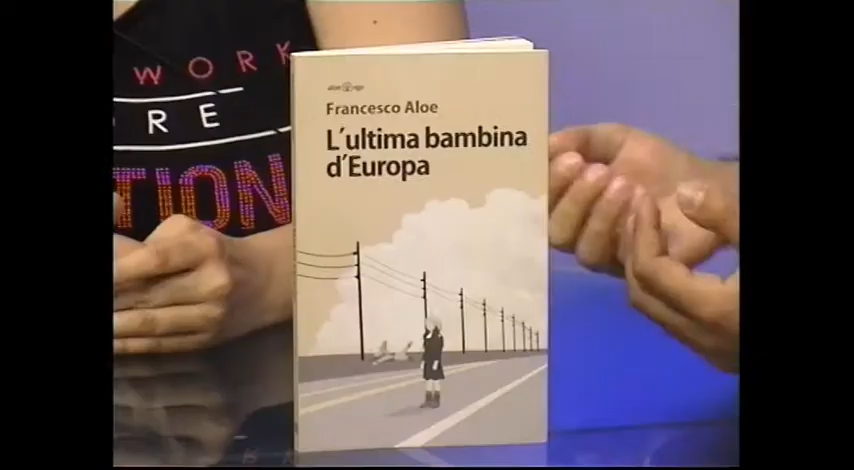 WORK
RE
TION
Francesco Aloe
L'ultima bambina
d'Europa